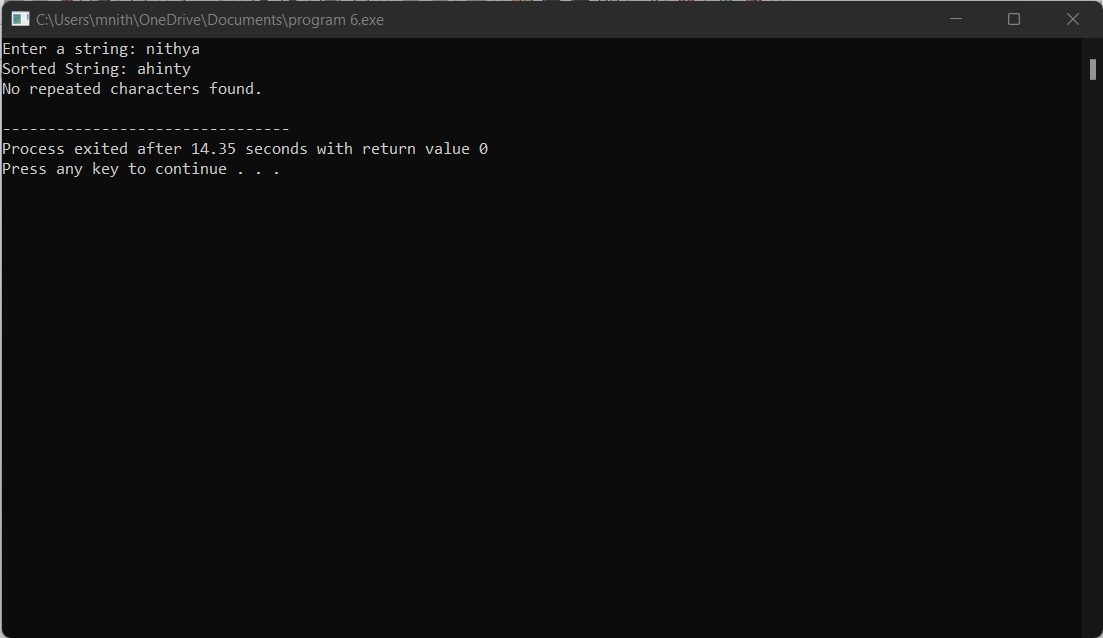 C:\Users\mnith\OneDrive\Documents\program 6.exe
Enter a string: nithya
Sorted String: ahinty
No repeated characters found.
--------------------------------
Process exited after 14.35 seconds with return value 0
Press any key to continue . . .